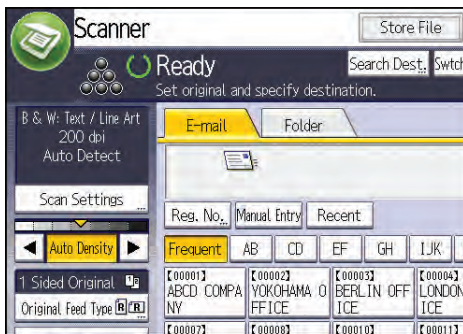 Scanner
Store File
Ready
Search Dest.
Set original and specify destination.
B & W: Text / Line Art
200 dpi
Auto Detect
E-mail
Folder
Scan Settings
Reg. No.
Manual Entry
Recent
Auto Density
Frequent
AB
CD
EF
GH
IJK
1 Sided Original
Original Feed Type
[00001]
ABCD COMPA
NY
[00002]
YOKOHAMA O
FFICE
[00003]
BERLIN OFF
ICE
[00004]
LONDON
ICE
[00007]
[00008]
[00010]
[00011]